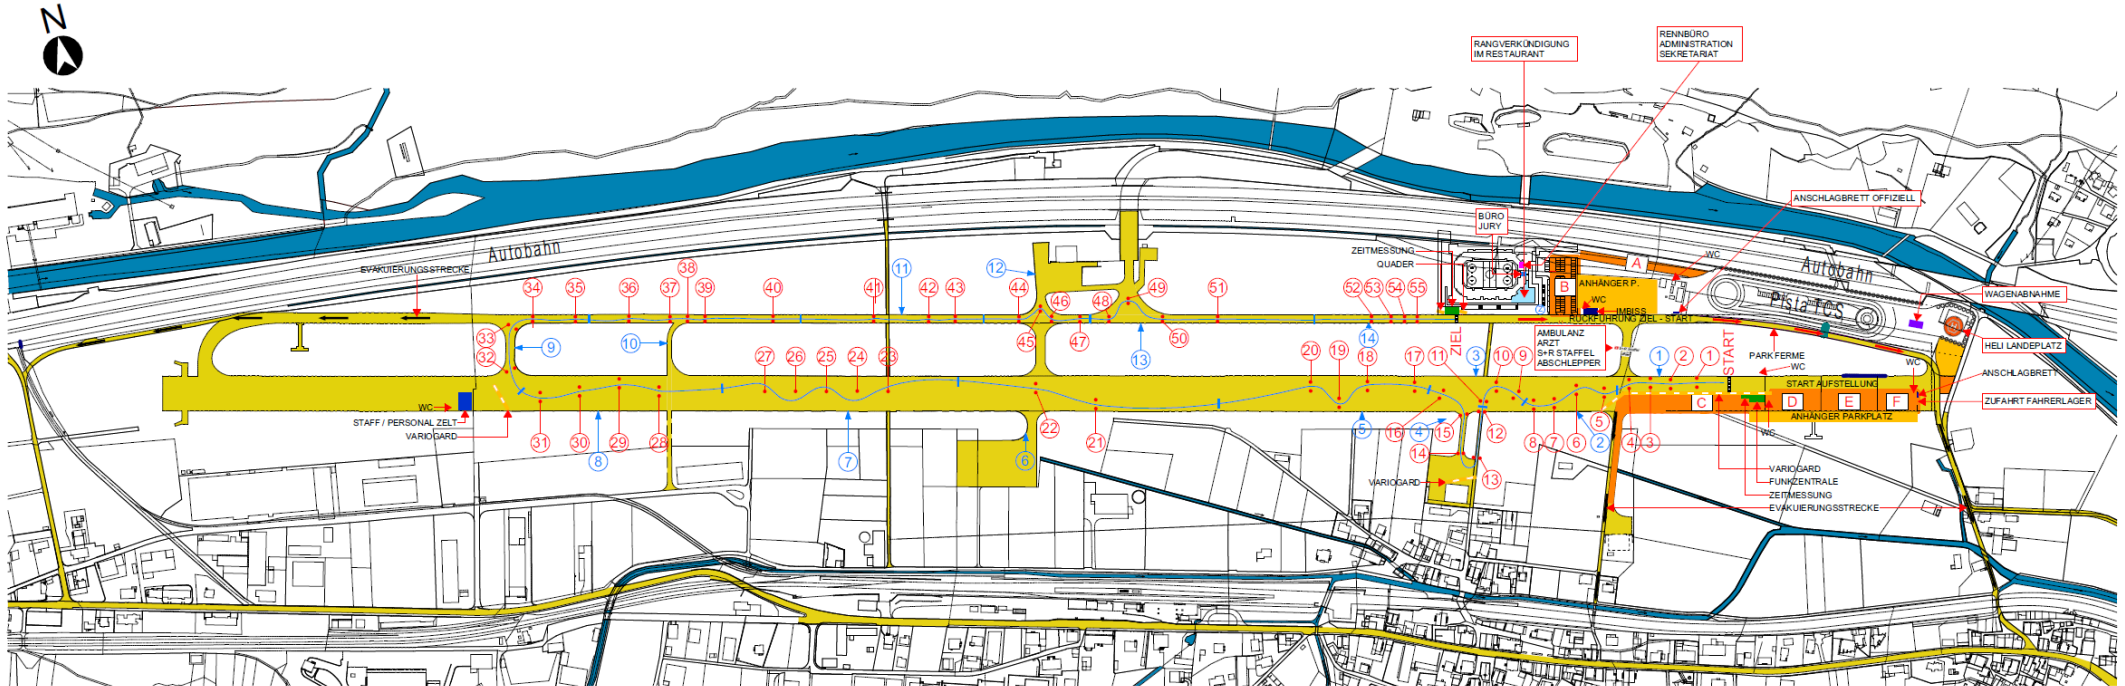 N
RANGVERKÜNDIGUNG
IM RESTAURANT
RENNBÜRO
ADMINISTRATION
SEKRETARIAT
ANSCHLAGBRETT OFFIZIELL
BÜRO
JURY
ZEITMESSUNG
QUADER
Autobahn
EVAKUIERUNGSSTRECKE
A
WC
Autobahn
Pista TCS
B
ANHÄNGER P.
WC
IMBISS
WAGENABNAHME
RÜCKFÜHRUNG ZIEL - START
HELI LANDEPLATZ
34
35
36
37
38
39
40
41
11
42
43
12
44
46
48
49
51
52
53
54
55
33
32
9
10
45
47
13
50
14
ZIEL
AMBULANZ
ARZT
S+R STAFFEL
ABSCHLEPPER
START
PARK FERME
WC
WC
27
26
25
24
23
20
19
18
17
11
3
10
9
1
2
1
START AUFSTELLUNG
ANSCHLAGBRETT
WC
STAFF / PERSONAL ZELT
VARIOGARD
31
30
29
28
8
7
22
6
21
5
16
4
15
14
12
13
8
7
6
2
5
4
3
C
D
E
F
ZUFAHRT FAHRERLAGER
ANHÄNGER PARKPLATZ
WC
VARIOGARD
VARIOGARD
FUNKZENTRALE
ZEITMESSUNG
EVAKUIERUNGSSTRECKE